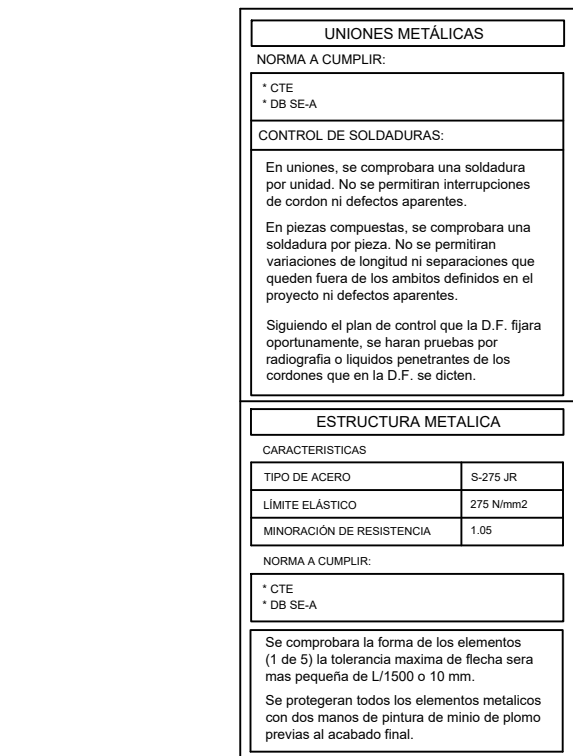 UNIONES METÁLICAS
NORMA A CUMPLIR:
* CTE
* DB SE-A
CONTROL DE SOLDADURAS:
En uniones, se comprobara una soldadura
por unidad. No se permitiran interrupciones
de cordon ni defectos aparentes.
En piezas compuestas, se comprobara una
soldadura por pieza. No se permitiran
variaciones de longitud ni separaciones que
queden fuera de los ambitos definidos en el
proyecto ni defectos aparentes.
Siguiendo el plan de control que la D.F. fijara
oportunamente, se haran pruebas por
radiografia o liquidos penetrantes de los
cordones que en la D.F. se dicten.
ESTRUCTURA METALICA
CARACTERISTICAS
TIPO DE ACERO S-275 JR
LÍMITE ELÁSTICO 275 N/mm2
MINORACIÓN DE RESISTENCIA 1.05
NORMA A CUMPLIR:
* CTE
* DB SE-A
Se comprobara la forma de los elementos
(1 de 5) la tolerancia maxima de flecha sera
mas pequeña de L/1500 o 10 mm.
Se protegeran todos los elementos metalicos
con dos manos de pintura de minio de plomo
previas al acabado final.